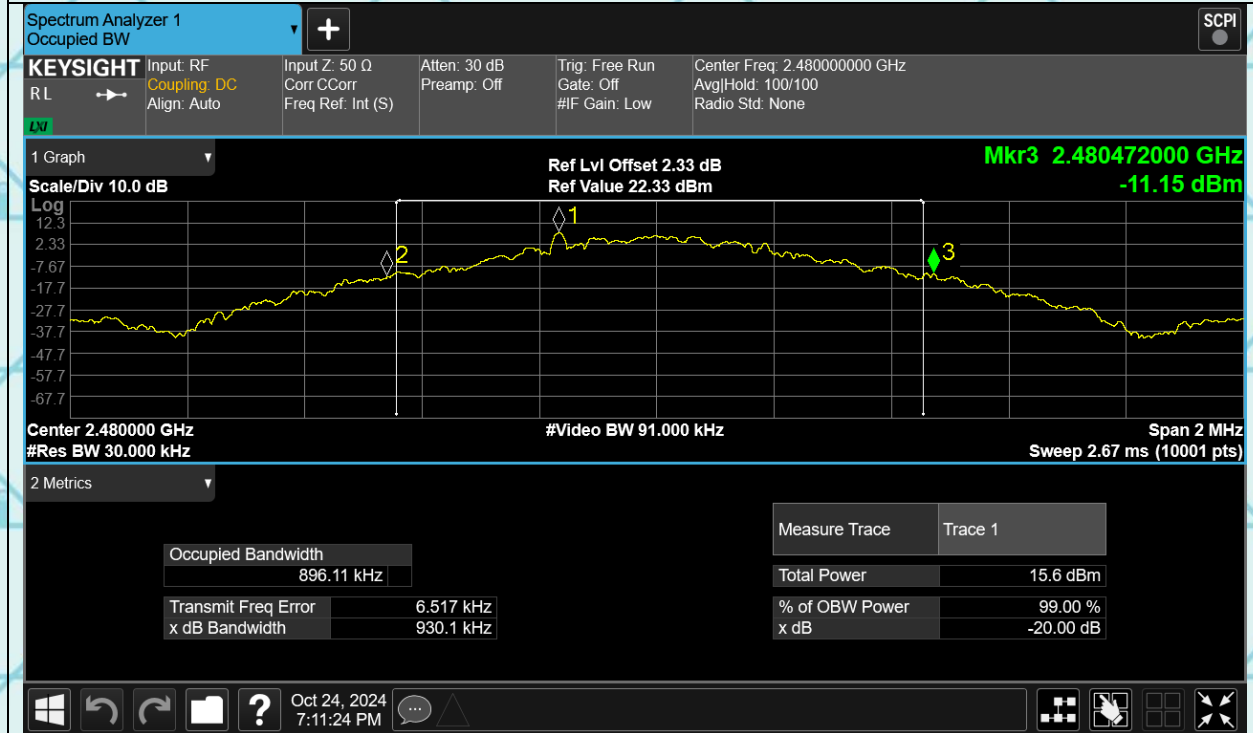 Spectrum Analyzer 1
Occupied BW
SCPI
KEYSIGHT
R L
LXI
Input: RF
Coupling: DC
Align: Auto
Input Z: 50 Ω
Corr CCorr
Freq Ref: Int (S)
Atten: 30 dB
Preamp: Off
Trig: Free Run
Gate: Off
#IF Gain: Low
Center Freq: 2.480000000 GHz
Avg|Hold: 100/100
Radio Std: None
1 Graph
Scale/Div 10.0 dB
Log
Ref Lvl Offset 2.33 dB
Ref Value 22.33 dBm
Mkr3 2.480472000 GHz
-11.15 dBm
12.3
2.33
-7.67
-17.7
-27.7
-37.7
-47.7
-57.7
-67.7
1
2
3
Center 2.480000 GHz
#Video BW 91.000 kHz
Span 2 MHz
#Res BW 30.000 kHz
Sweep 2.67 ms (10001 pts)
2 Metrics
Occupied Bandwidth
896.11 kHz
Transmit Freq Error 6.517 kHz
x dB Bandwidth 930.1 kHz
Measure Trace Trace 1
Total Power 15.6 dBm
% of OBW Power 99.00 %
x dB -20.00 dB
?
Oct 24, 2024
7:11:24 PM